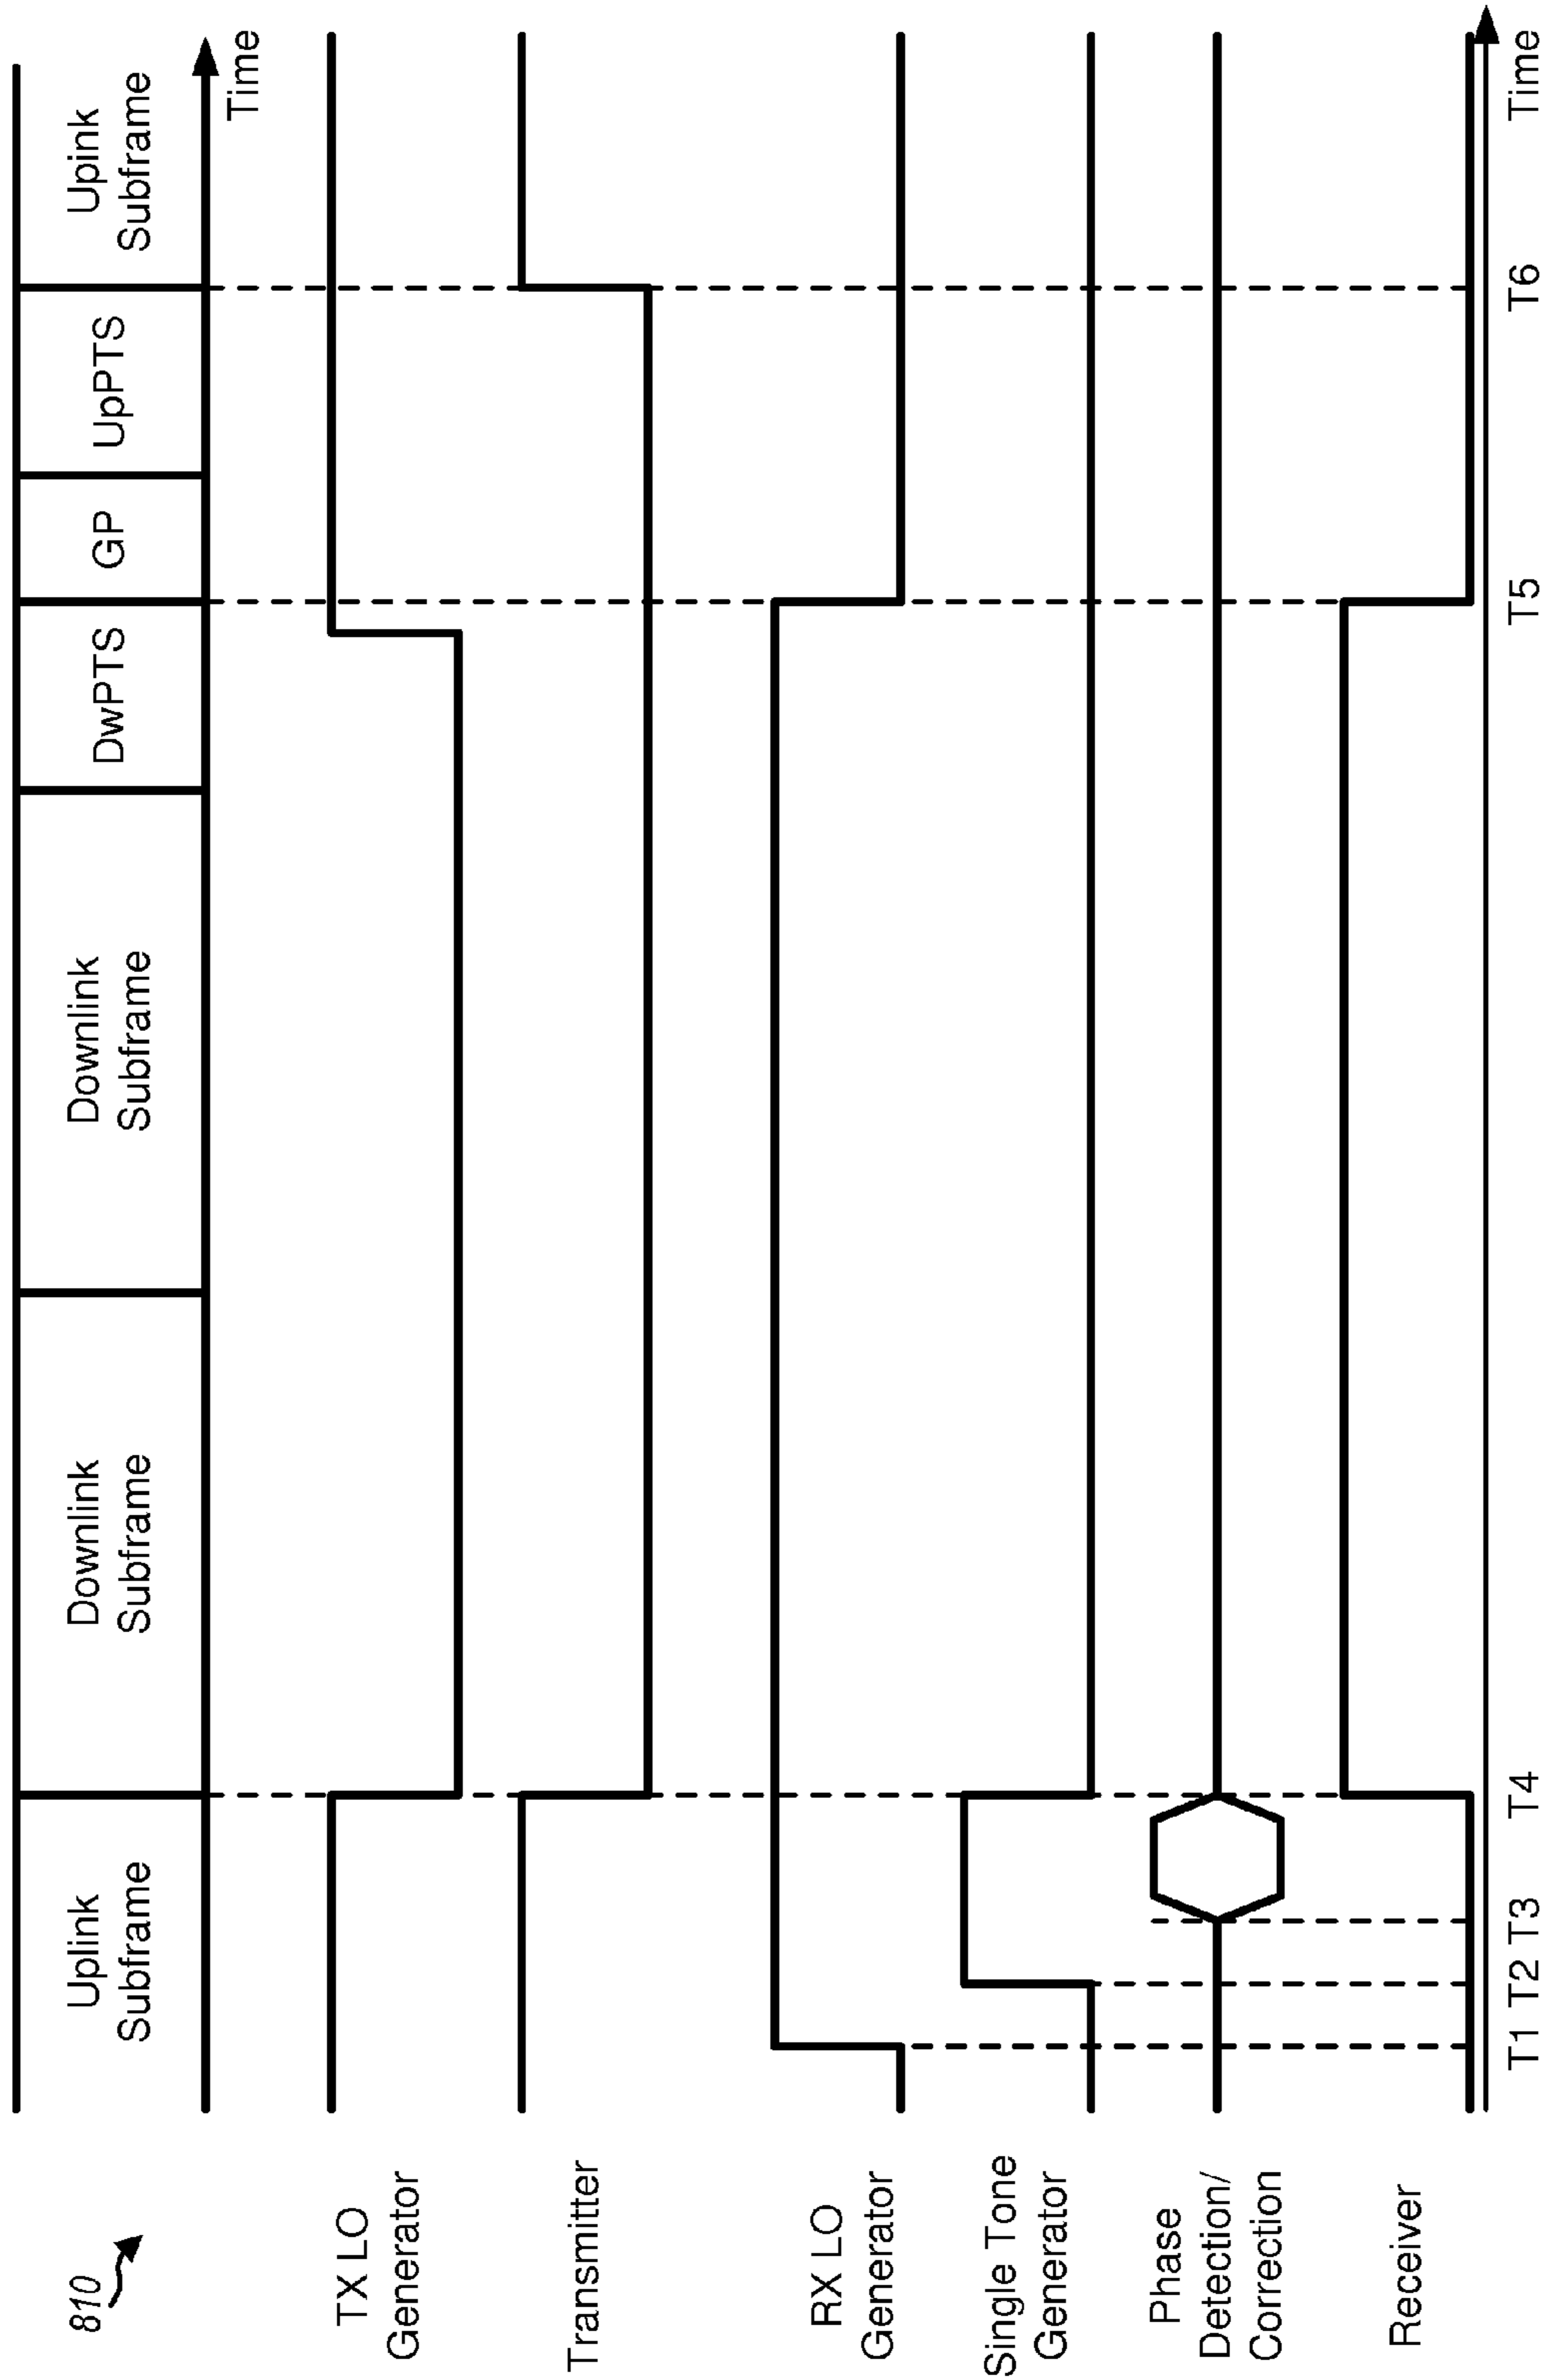 810
Uplink
Subframe
Downlink
Subframe
Downlink
Subframe
DwPTS
GP
UpPTS
Upink
Subframe
Time
TX LO
Generator
Transmitter
RX LO
Generator
Single Tone
Generator
Phase
Detection/
Correction
Receiver
T1 T2 T3 T4 T5 T6 Time